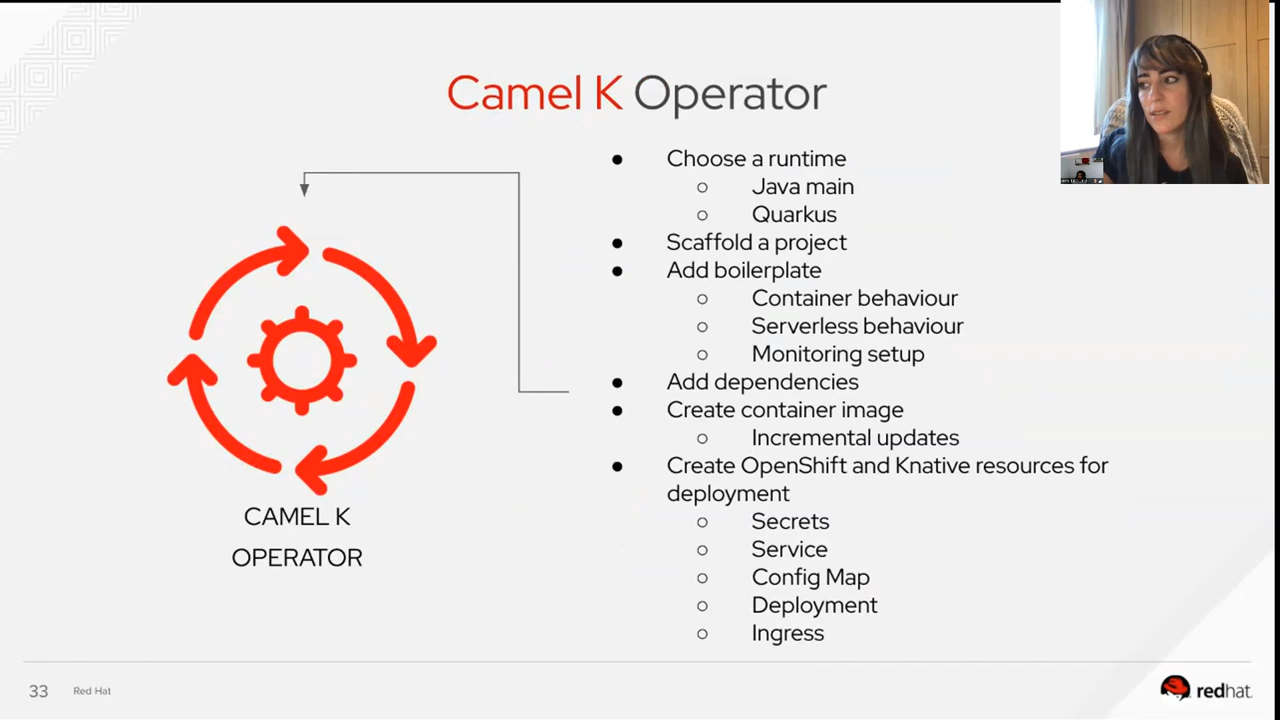 Camel K Operator
● Choose a runtime
○ Java main
○ Quarkus
● Scaffold a project
● Add boilerplate
○ Container behaviour
○ Serverless behaviour
○ Monitoring setup
● Add dependencies
● Create container image
○ Incremental updates
● Create OpenShift and Knative resources for
deployment
○ Secrets
○ Service
○ Config Map
○ Deployment
○ Ingress
CAMEL K
OPERATOR
33 Red Hat
redhat.